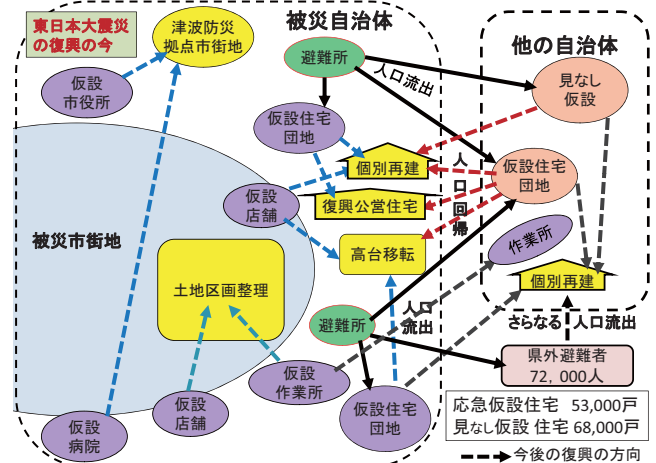 東日本大震災
の復興の今
津波防災
拠点市街地
被災自治体
他の自治体
仮設
市役所
避難所
人口流出
見なし
仮設
仮設住宅
団地
個別再建
人口回帰
仮設住宅
団地
仮設
店舗
復興公営住宅
被災市街地
高台移転
作業所
土地区画整理
個別再建
避難所
人口
流出
さらなる 人口流出
県外避難者
72,000人
仮設
作業所
仮設
店舗
仮設住宅
団地
仮設
病院
応急仮設住宅 53,000戸
見なし仮設 住宅 68,000戸
今後の復興の方向